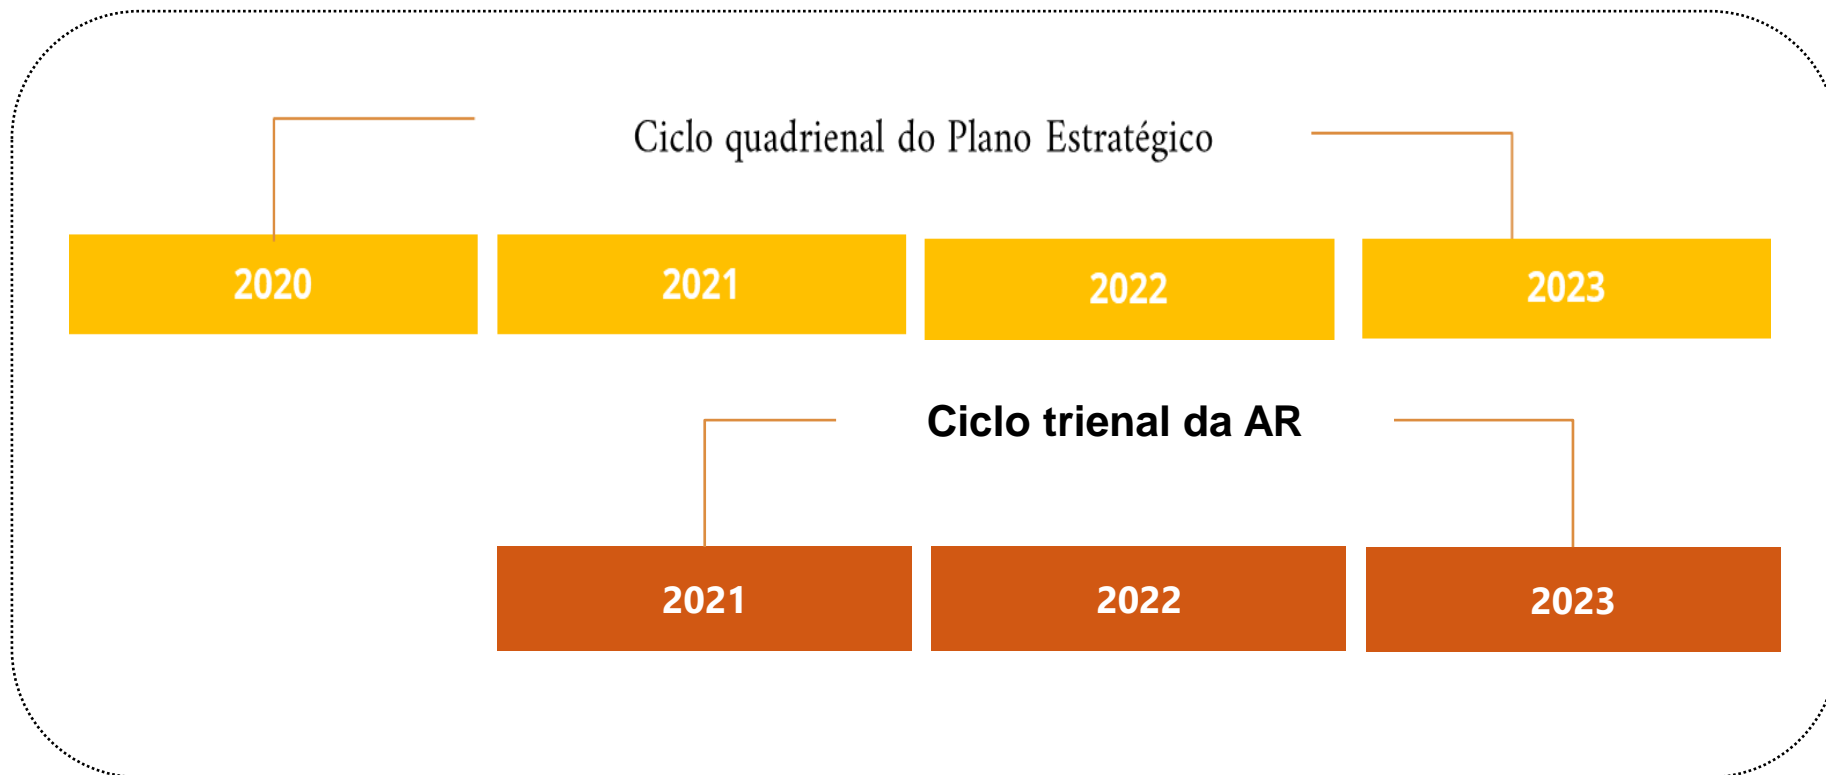 Ciclo quadrienal do Plano Estratégico
2020 2021 2022 2023
Ciclo trienal da AR
2021 2022 2023